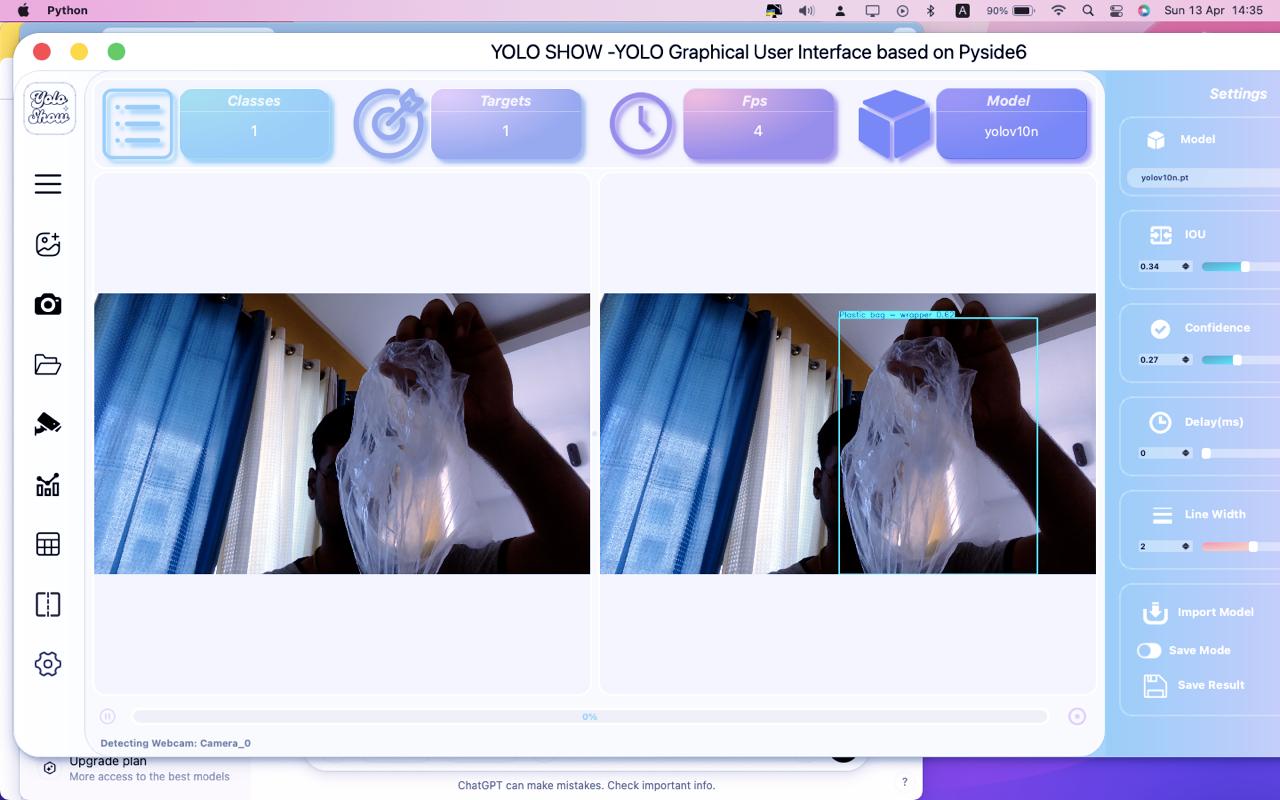 Python
90%
A
Sun 13 Apr 14:35
YOLO SHOW -YOLO Graphical User Interface based on Pyside6
Yolo
Show
Classes
1
Targets
1
Fps
4
Model
yolov10n
Plastic bag - wrapper 0.62
0%
Detecting Webcam: Camera_0
Settings
Model
yolov10n.pt
IOU
0.34
Confidence
0.27
Delay(ms)
0
Line Width
2
Import Model
Save Mode
Save Result
Upgrade plan
More access to the best models
ChatGPT can make mistakes. Check important info.
?